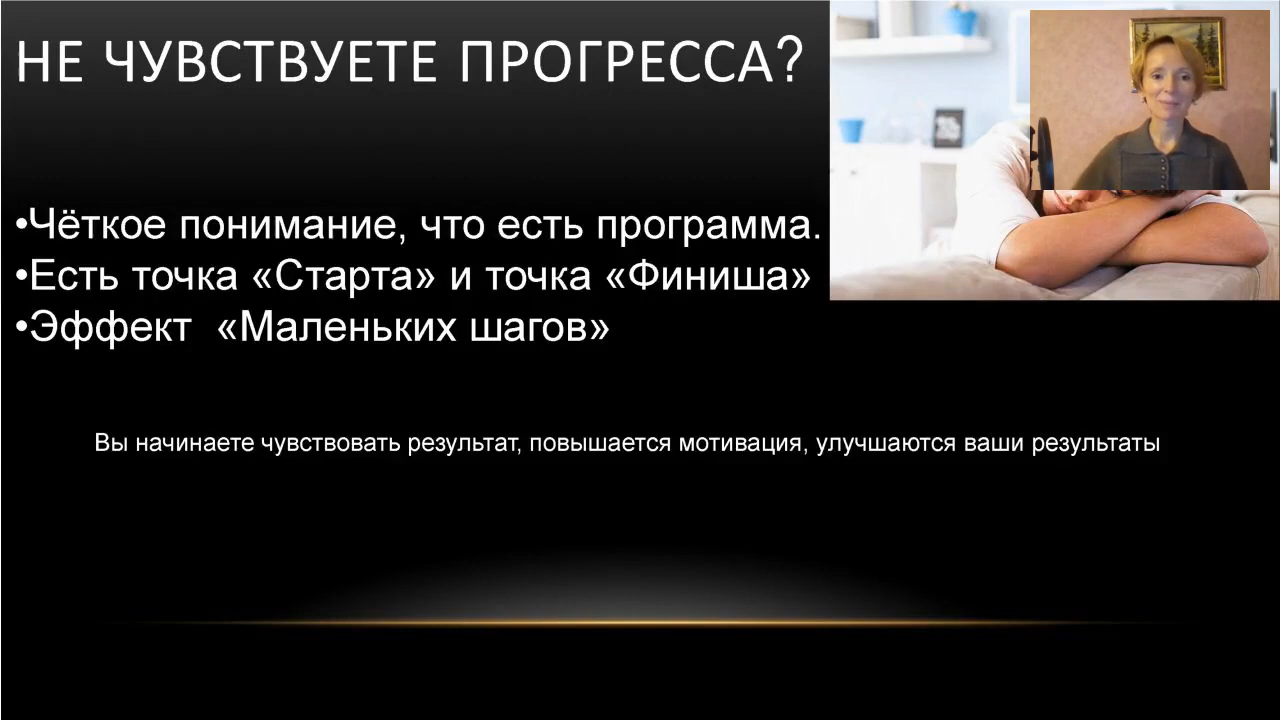 НЕ ЧУВСТВУЕТЕ ПРОГРЕССА?
•Чёткое понимание, что есть программа.
•Есть точка «Старта» и точка «Финиша»
•Эффект «Маленьких шагов»
Вы начинаете чувствовать результат, повышается мотивация, улучшаются ваши результаты